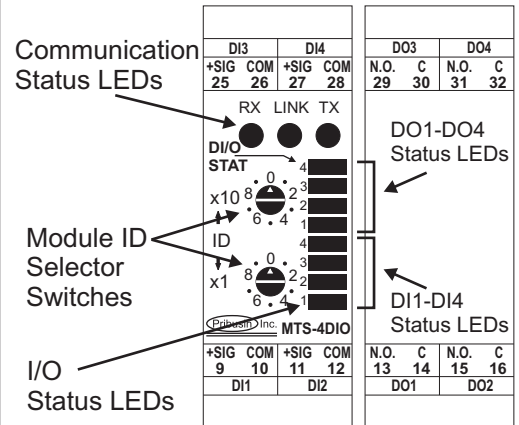 DI3 DI4 DO3 DO4
+SIG COM +SIG COM N.O. C N.O. C
25 26 27 28 29 30 31 32
Communication
Status LEDs
RX LINK TX
DI/O
STAT
4
3
2
1
4
3
2
1
DO1-DO4
Status LEDs
x10
0
8 2
6 4
ID
Module ID
Selector
Switches
x1
0
8 2
6 4
DI1-DI4
Status LEDs
Pribusin Inc. MTS-4DIO
I/O
Status LEDs
+SIG COM +SIG COM N.O. C N.O. C
9 10 11 12 13 14 15 16
DI1 DI2 DO1 DO2